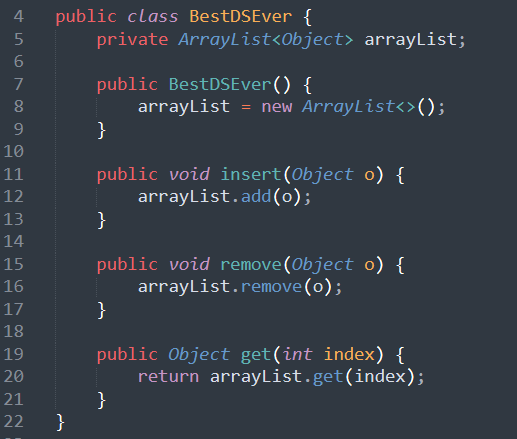 4 public class BestDSEver {
5     private ArrayList<Object> arrayList;
6
7     public BestDSEver() {
8         arrayList = new ArrayList<>();
9     }
10
11     public void insert(Object o) {
12         arrayList.add(o);
13     }
14
15     public void remove(Object o) {
16         arrayList.remove(o);
17     }
18
19     public Object get(int index) {
20         return arrayList.get(index);
21     }
22 }